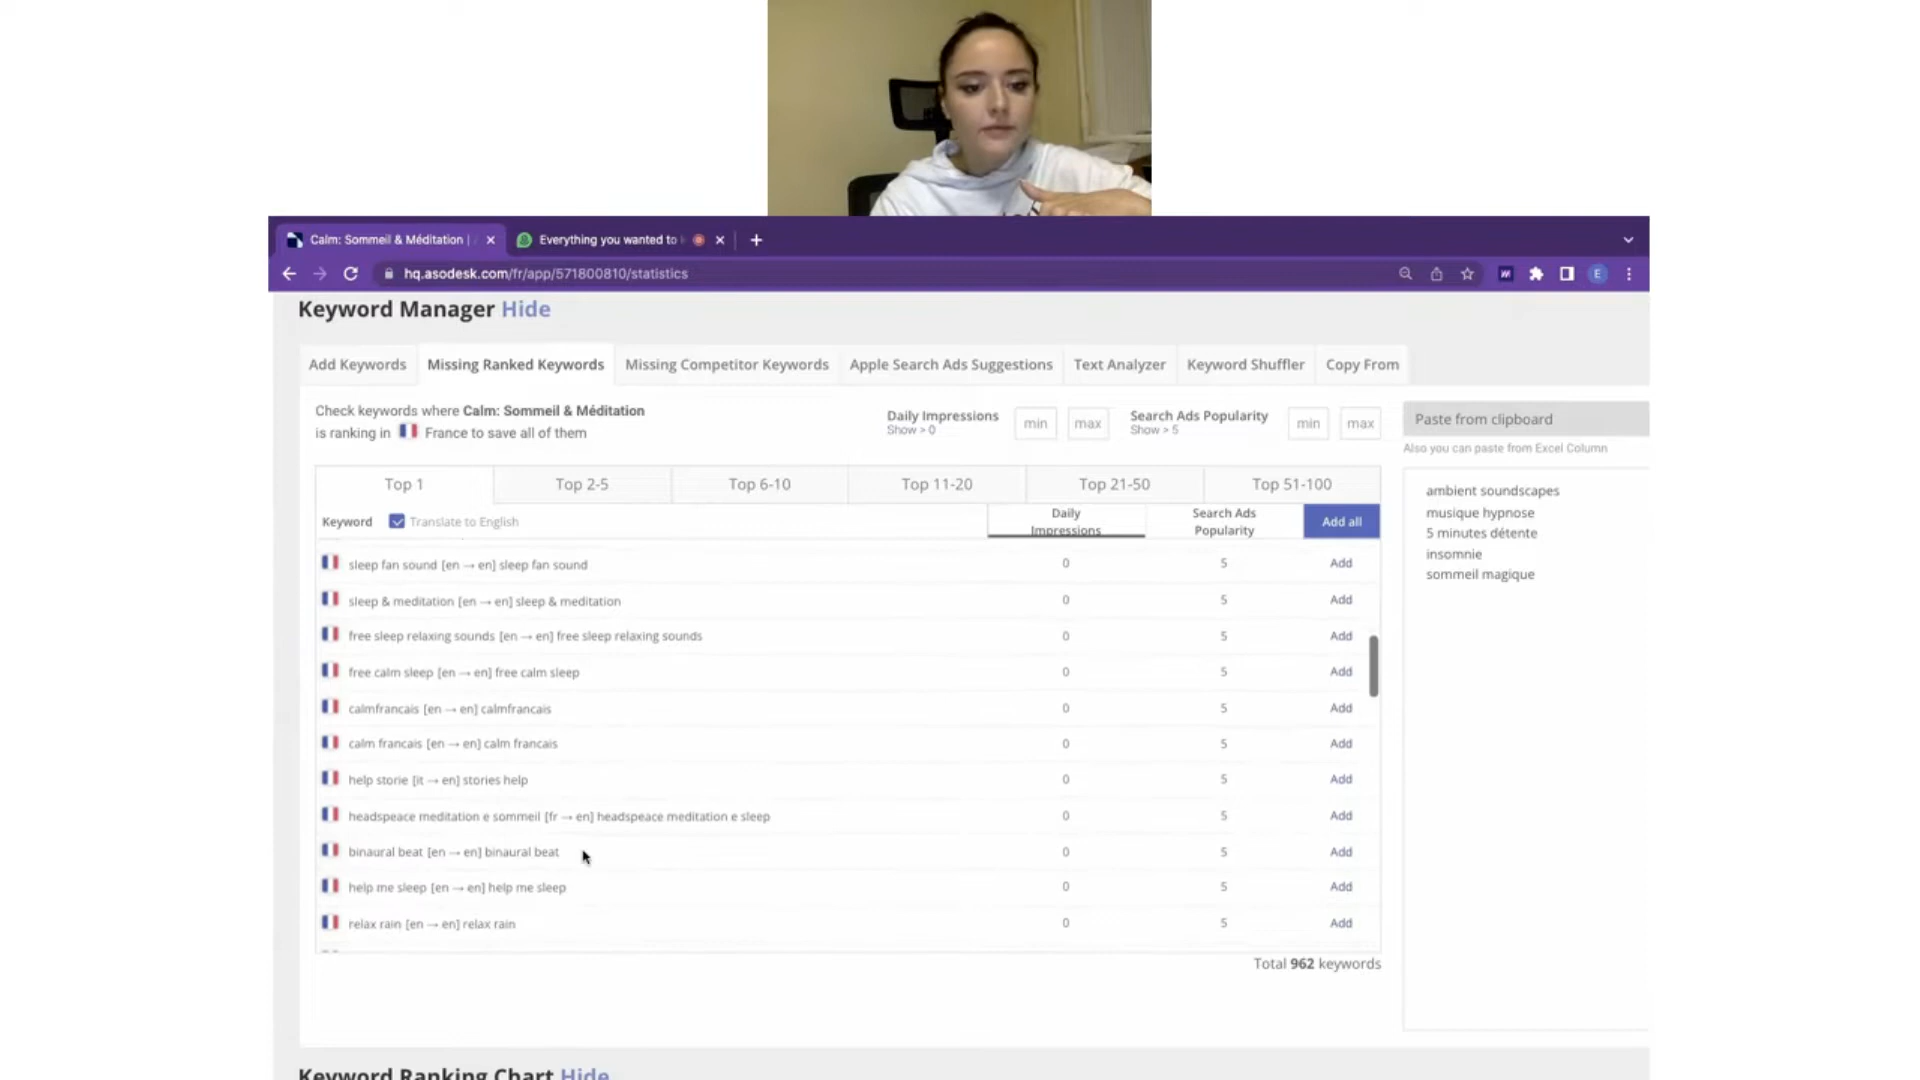 Calm: Sommeil & Méditation |
Everything you wanted to
hq.asodesk.com/fr/app/571800810/statistics
E
Keyword Manager Hide
Add Keywords
Missing Ranked Keywords
Missing Competitor Keywords
Apple Search Ads Suggestions
Text Analyzer
Keyword Shuffler
Copy From
Check keywords where Calm: Sommeil & Méditation
is ranking in France to save all of them
Daily Impressions
Show > 0
min
max
Search Ads Popularity
Show > 5
min
max
Paste from clipboard
Also you can paste from Excel Column
Top 1
Top 2-5
Top 6-10
Top 11-20
Top 21-50
Top 51-100
Keyword
Translate to English
Daily
Impressions
Search Ads
Popularity
Add all
sleep fan sound [en → en] sleep fan sound 0 5 Add
sleep & meditation [en → en] sleep & meditation 0 5 Add
free sleep relaxing sounds [en → en] free sleep relaxing sounds 0 5 Add
free calm sleep [en → en] free calm sleep 0 5 Add
calmfrancais [en → en] calmfrancais 0 5 Add
calm francais [en → en] calm francais 0 5 Add
help storie [it → en] stories help 0 5 Add
headspeace meditation e sommeil [fr → en] headspeace meditation e sleep 0 5 Add
binaural beat [en → en] binaural beat 0 5 Add
help me sleep [en → en] help me sleep 0 5 Add
relax rain [en → en] relax rain 0 5 Add
Total 962 keywords
ambient soundscapes
musique hypnose
5 minutes détente
insomnie
sommeil magique
Keyword Ranking Chart Hide